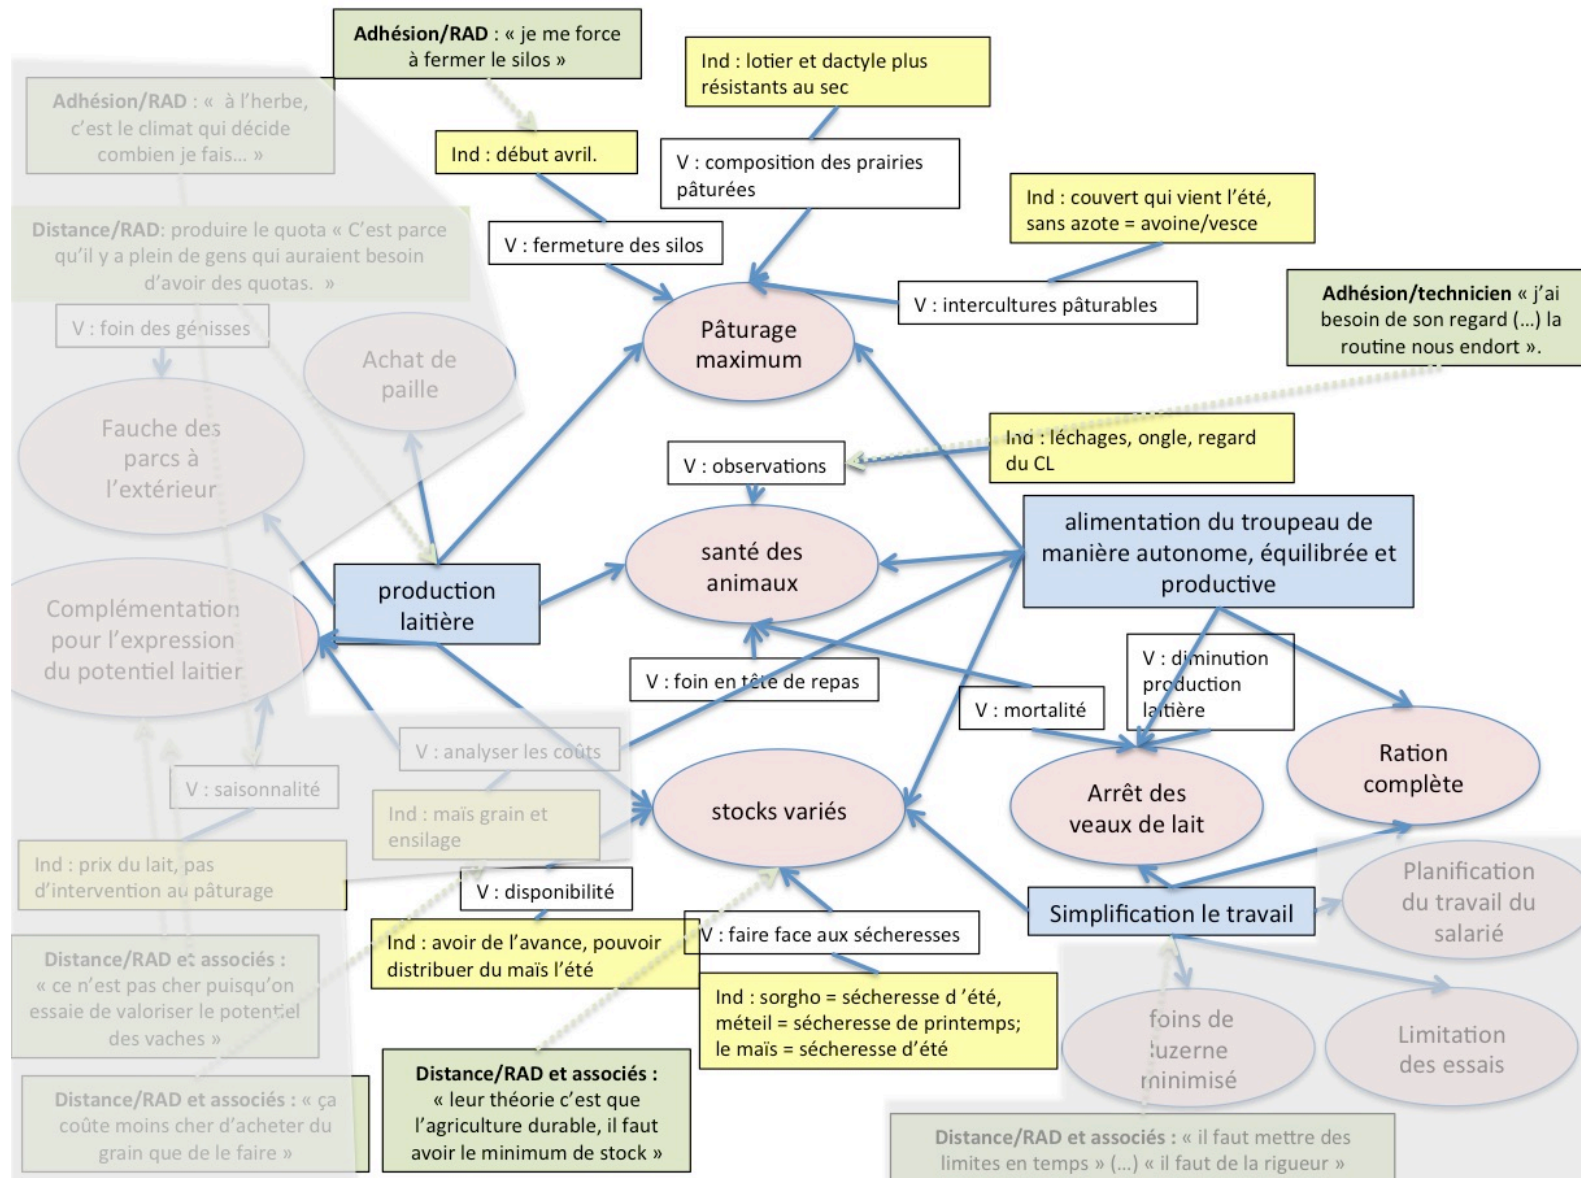 Adhésion/RAD : « je me force
à fermer le silos »
Ind : lotier et dactyle plus
résistants au sec
Adhésion/RAD : «  à l'herbe,
c'est le climat qui décide
combien je fais... »
Ind : début avril.
V : composition des prairies
pâturées
Ind : couvert qui vient l'été,
sans azote = avoine/vesce
Distance/RAD: produire le quota « C'est parce
qu'il y a plein de gens qui auraient besoin
d'avoir des quotas.  »
V : fermeture des silos
V : intercultures pâturables
Adhésion/technicien « j'ai
besoin de son regard (...) la
routine nous endort ».
V : foin des génisses
Achat de
paille
Pâturage
maximum
Fauche des
parcs à
l'extérieur
V : observations
Ind : léchages, ongle, regard
du CL
santé des
animaux
alimentation du troupeau de
manière autonome, équilibrée et
productive
production
laitière
Complémentation
pour l'expression
du potentiel laitier
V : foin en tête de repas
V : diminution
production
laitière
V : mortalité
V : analyser les coûts
V : saisonnalité
Ration
complète
Arrêt des
veaux de lait
stocks variés
Ind : maïs grain et
ensilage
Ind : prix du lait, pas
d'intervention au pâturage
V : disponibilité
Planification
du travail du
salarié
Simplification le travail
Ind : avoir de l'avance, pouvoir
distribuer du maïs l'été
V : faire face aux sécheresses
Distance/RAD et associés :
« ce n'est pas cher puisqu'on
essaie de valoriser le potentiel
des vaches »
Ind : sorgho = sécheresse d 'été,
méteil = sécheresse de printemps;
le maïs = sécheresse d'été
foins de
luzerne
minimisé
Limitation
des essais
Distance/RAD et associés :
« leur théorie c'est que
l'agriculture durable, il faut
avoir le minimum de stock »
Distance/RAD et associés : « ça
coûte moins cher d'acheter du
grain que de le faire »
Distance/RAD et associés : « il faut mettre des
limites en temps » (...) « il faut de la rigueur »